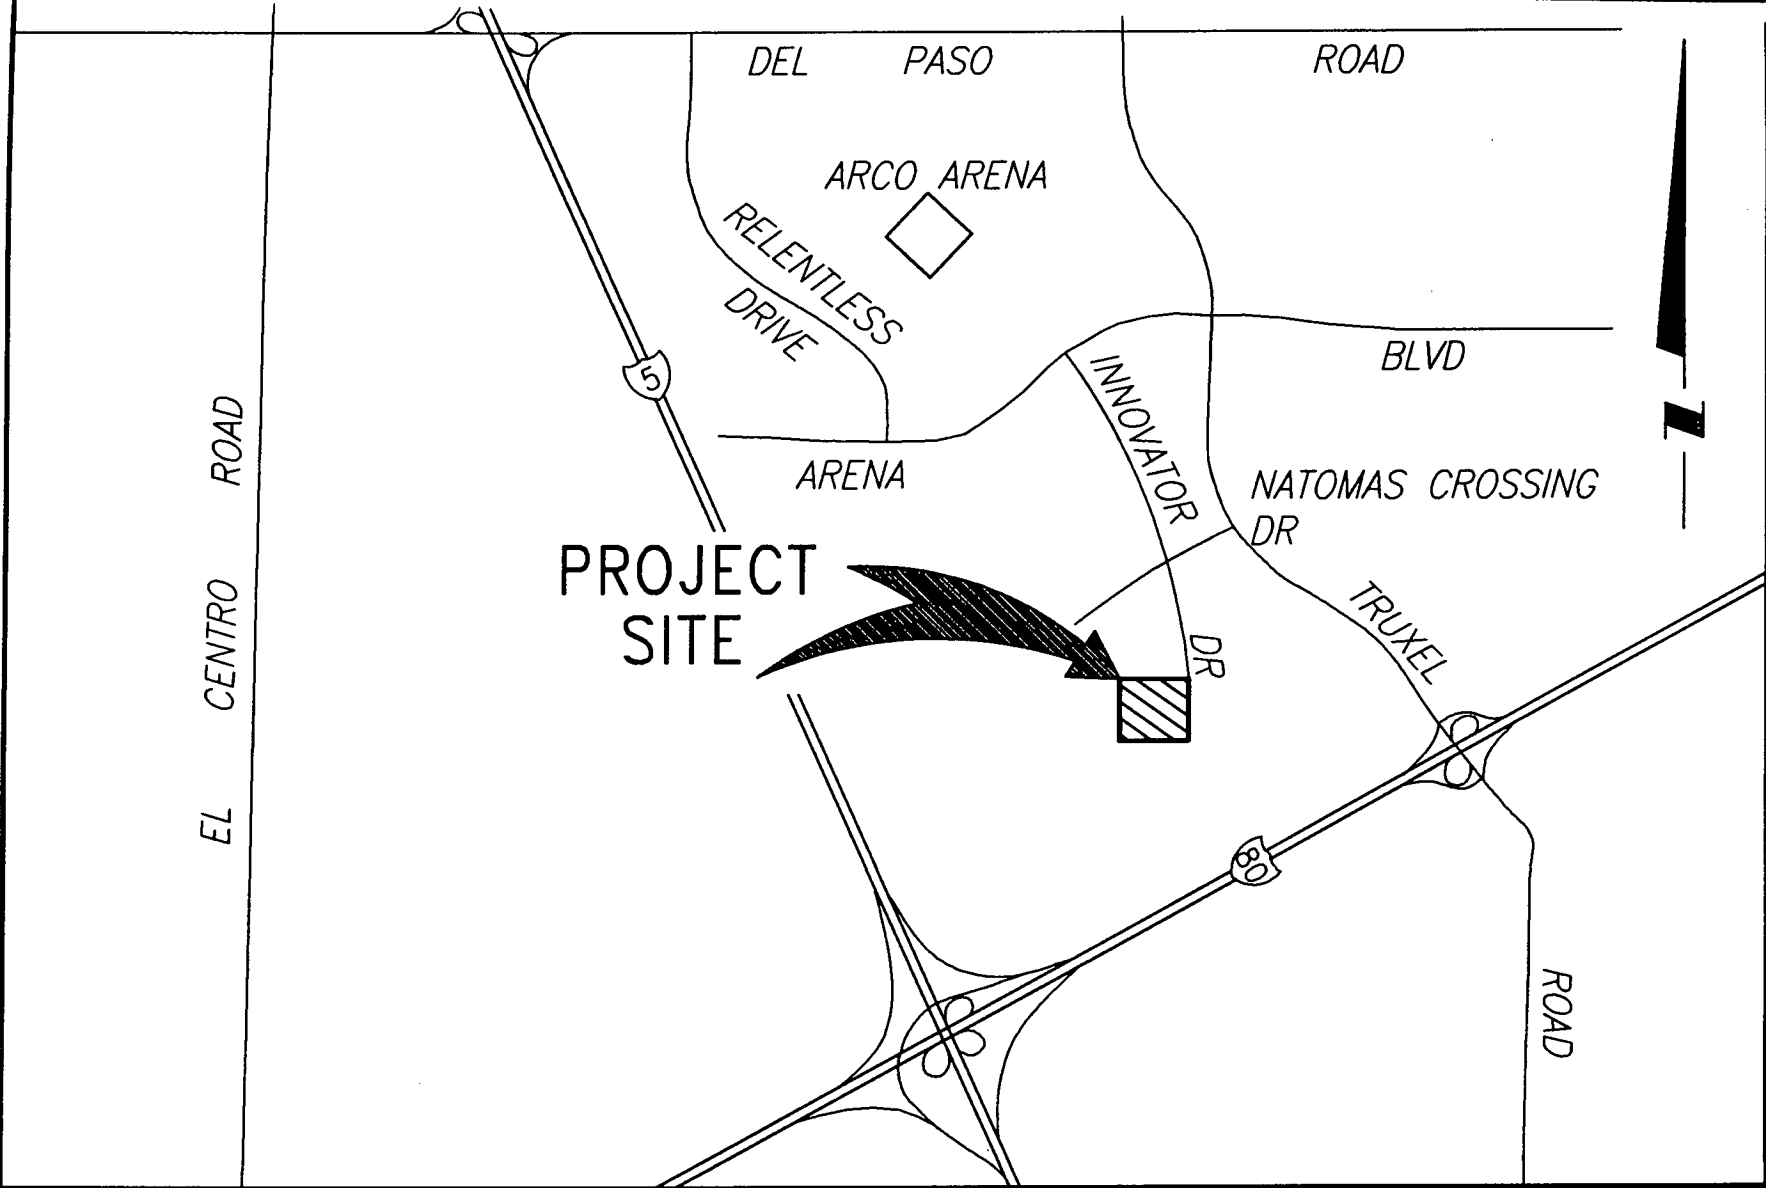 DEL PASO ROAD
ARCO ARENA
RELENTLESS
DRIVE
5
BLVD
INNOVATOR
DR
ARENA
NATOMAS CROSSING
DR
PROJECT
SITE
TRUXEL
ROAD
EL CENTRO ROAD
80
N